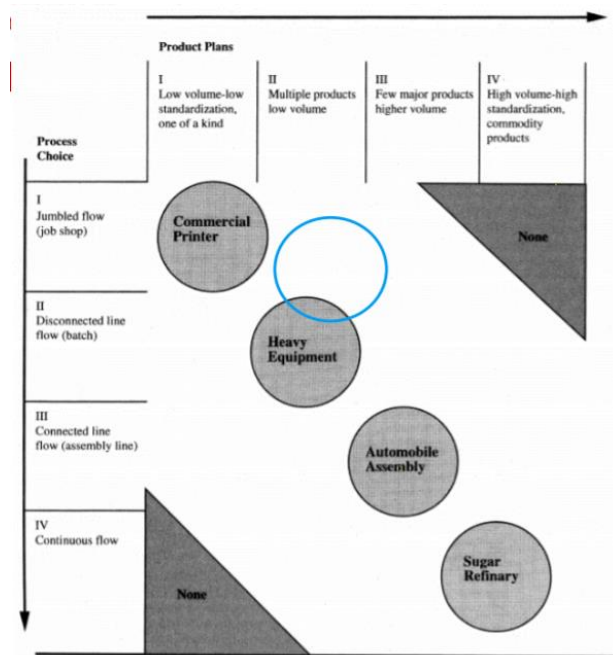 Product Plans
I
Low volume-low
standardization,
one of a kind
II
Multiple products
low volume
III
Few major products
higher volume
IV
High volume-high
standardization,
commodity
products
Process
Choice
I
Jumbled flow
(job shop)
Commercial
Printer
None
II
Disconnected line
flow (batch)
Heavy
Equipment
III
Connected line
flow (assembly line)
Automobile
Assembly
IV
Continuous flow
Sugar
Refinary
None